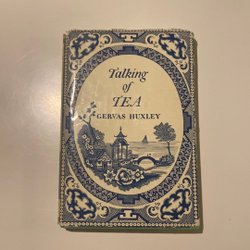 Talking
of
TEA
GERVAS HUXLEY